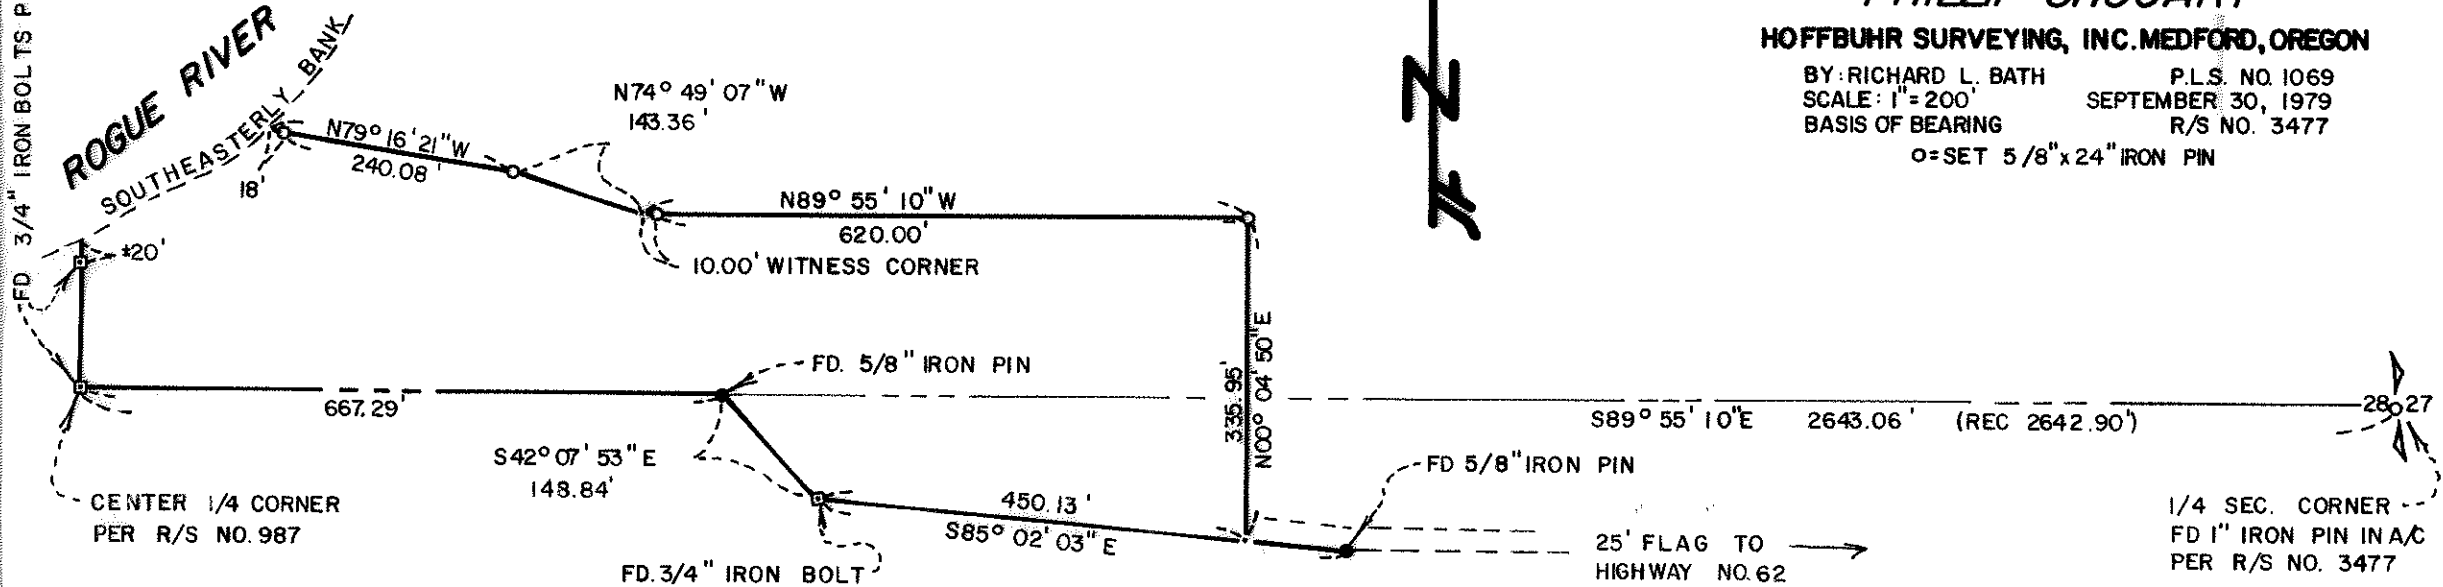 HOFFBUHR SURVEYING, INC. MEDFORD, OREGON
BY: RICHARD L. BATH P.L.S. NO. 1069
SCALE: 1"=200' SEPTEMBER 30, 1979
BASIS OF BEARING R/S NO. 3477
O=SET 5/8"x24" IRON PIN
FD 3/4" IRON BOLTS
ROGUE RIVER
SOUTHEASTERLY BANK
18'
N79° 16' 21" W
240.08'
N74° 49' 07" W
143.36'
N89° 55' 10" W
620.00'
10.00' WITNESS CORNER
*20'
N
667.29'
FD. 5/8" IRON PIN
335.95'
N00° 04' 50" E
S89° 55' 10" E 2643.06' (REC 2642.90')
28 27
S42° 07' 53" E
148.84'
450.13'
S85° 02' 03" E
FD 5/8" IRON PIN
CENTER 1/4 CORNER
PER R/S NO. 987
FD. 3/4" IRON BOLT
25' FLAG TO
HIGHWAY NO. 62
1/4 SEC. CORNER
FD 1" IRON PIN IN A/C
PER R/S NO. 3477